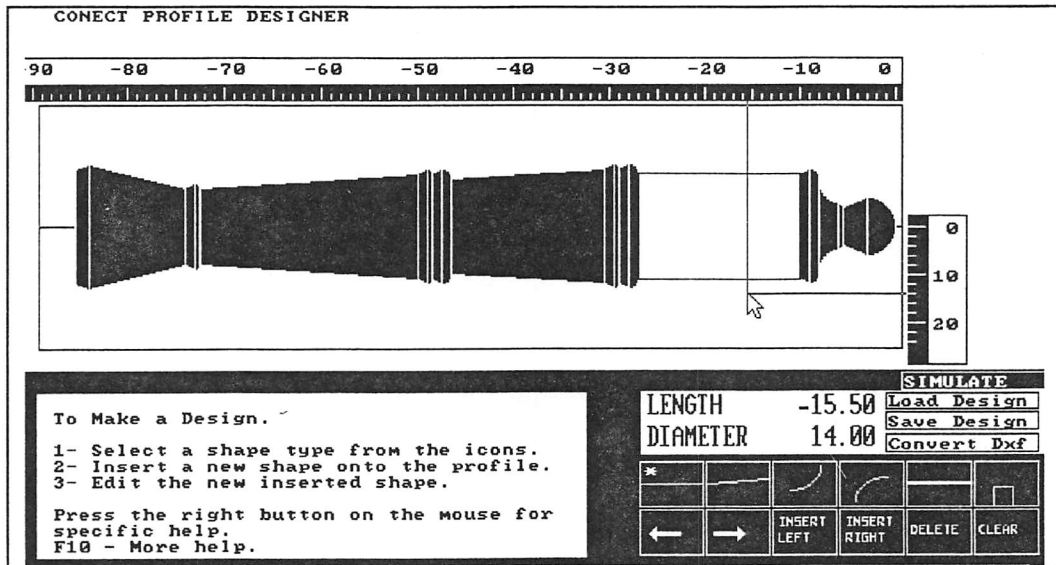 CONECT PROFILE DESIGNER
-90 -80 -70 -60 -50 -40 -30 -20 -10 0
0
10
20
SIMULATE
Load Design
Save Design
Convert Dxf
LENGTH -15.50
DIAMETER 14.00
To Make a Design.
1- Select a shape type from the icons.
2- Insert a new shape onto the profile.
3- Edit the new inserted shape.
Press the right button on the mouse for
specific help.
F10 - More help.
*
INSERT
LEFT
INSERT
RIGHT
DELETE
CLEAR